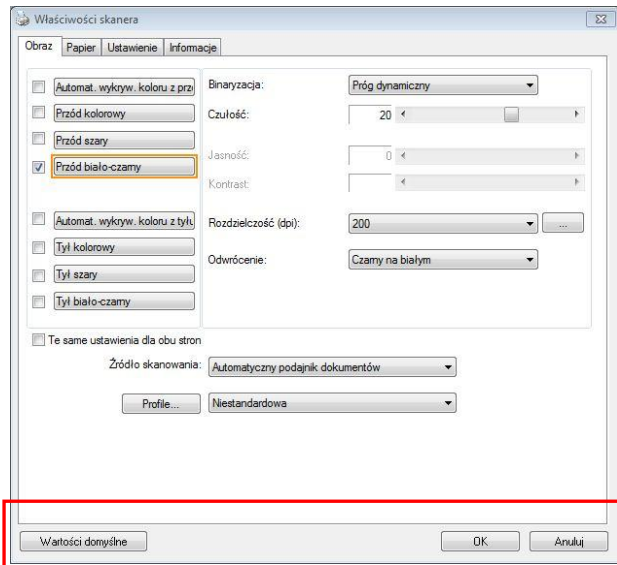 Właściwości skanera
Obraz Papier Ustawienie Informacje
Automat. wykryw. koloru z prz
Przód kolorowy
Przód szary
Przód biało-czarny
Automat. wykryw. koloru z tyłu
Tył kolorowy
Tył szary
Tył biało-czarny
Binaryzacja: Próg dynamiczny
Czułość: 20
Jasność: 0
Kontrast:
Rozdzielczość (dpi): 200 ...
Odwrócenie: Czarny na białym
Te same ustawienia dla obu stron
Źródło skanowania: Automatyczny podajnik dokumentów
Profile... Niestandardowa
Wartości domyślne OK Anuluj